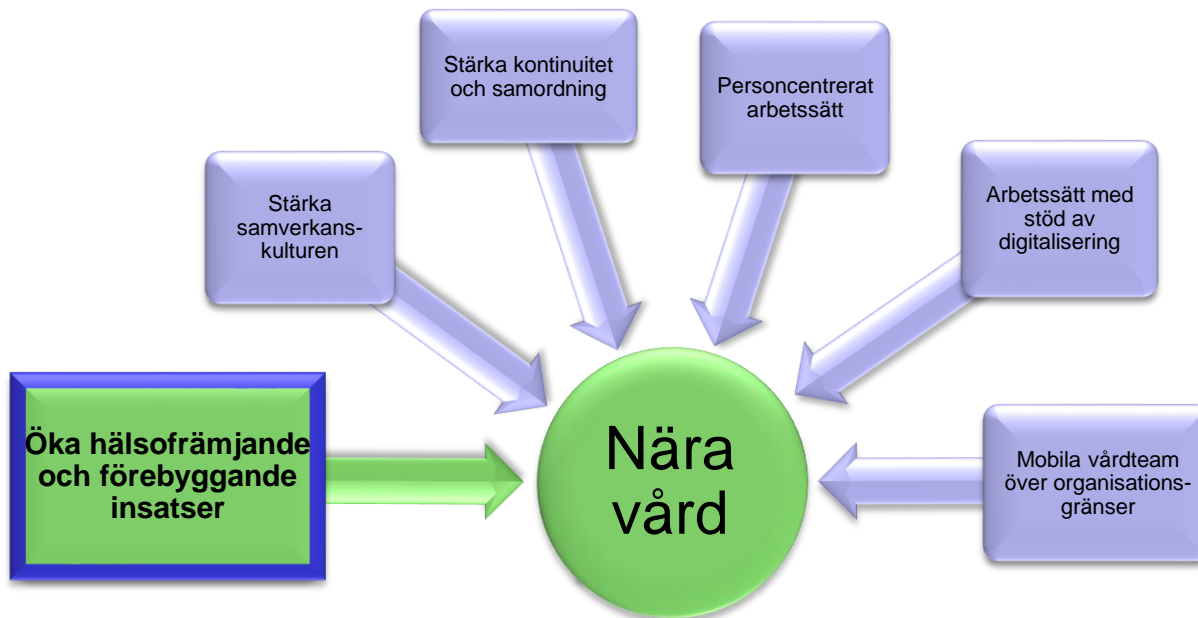 Stärka kontinuitet
och samordning
Personcentrerat
arbetssätt
Stärka
samverkans-
kulturen
Arbetssätt med
stöd av
digitalisering
Öka hälsofrämjande
och förebyggande
insatser
Nära
vård
Mobila vårdteam
över organisations-
gränser